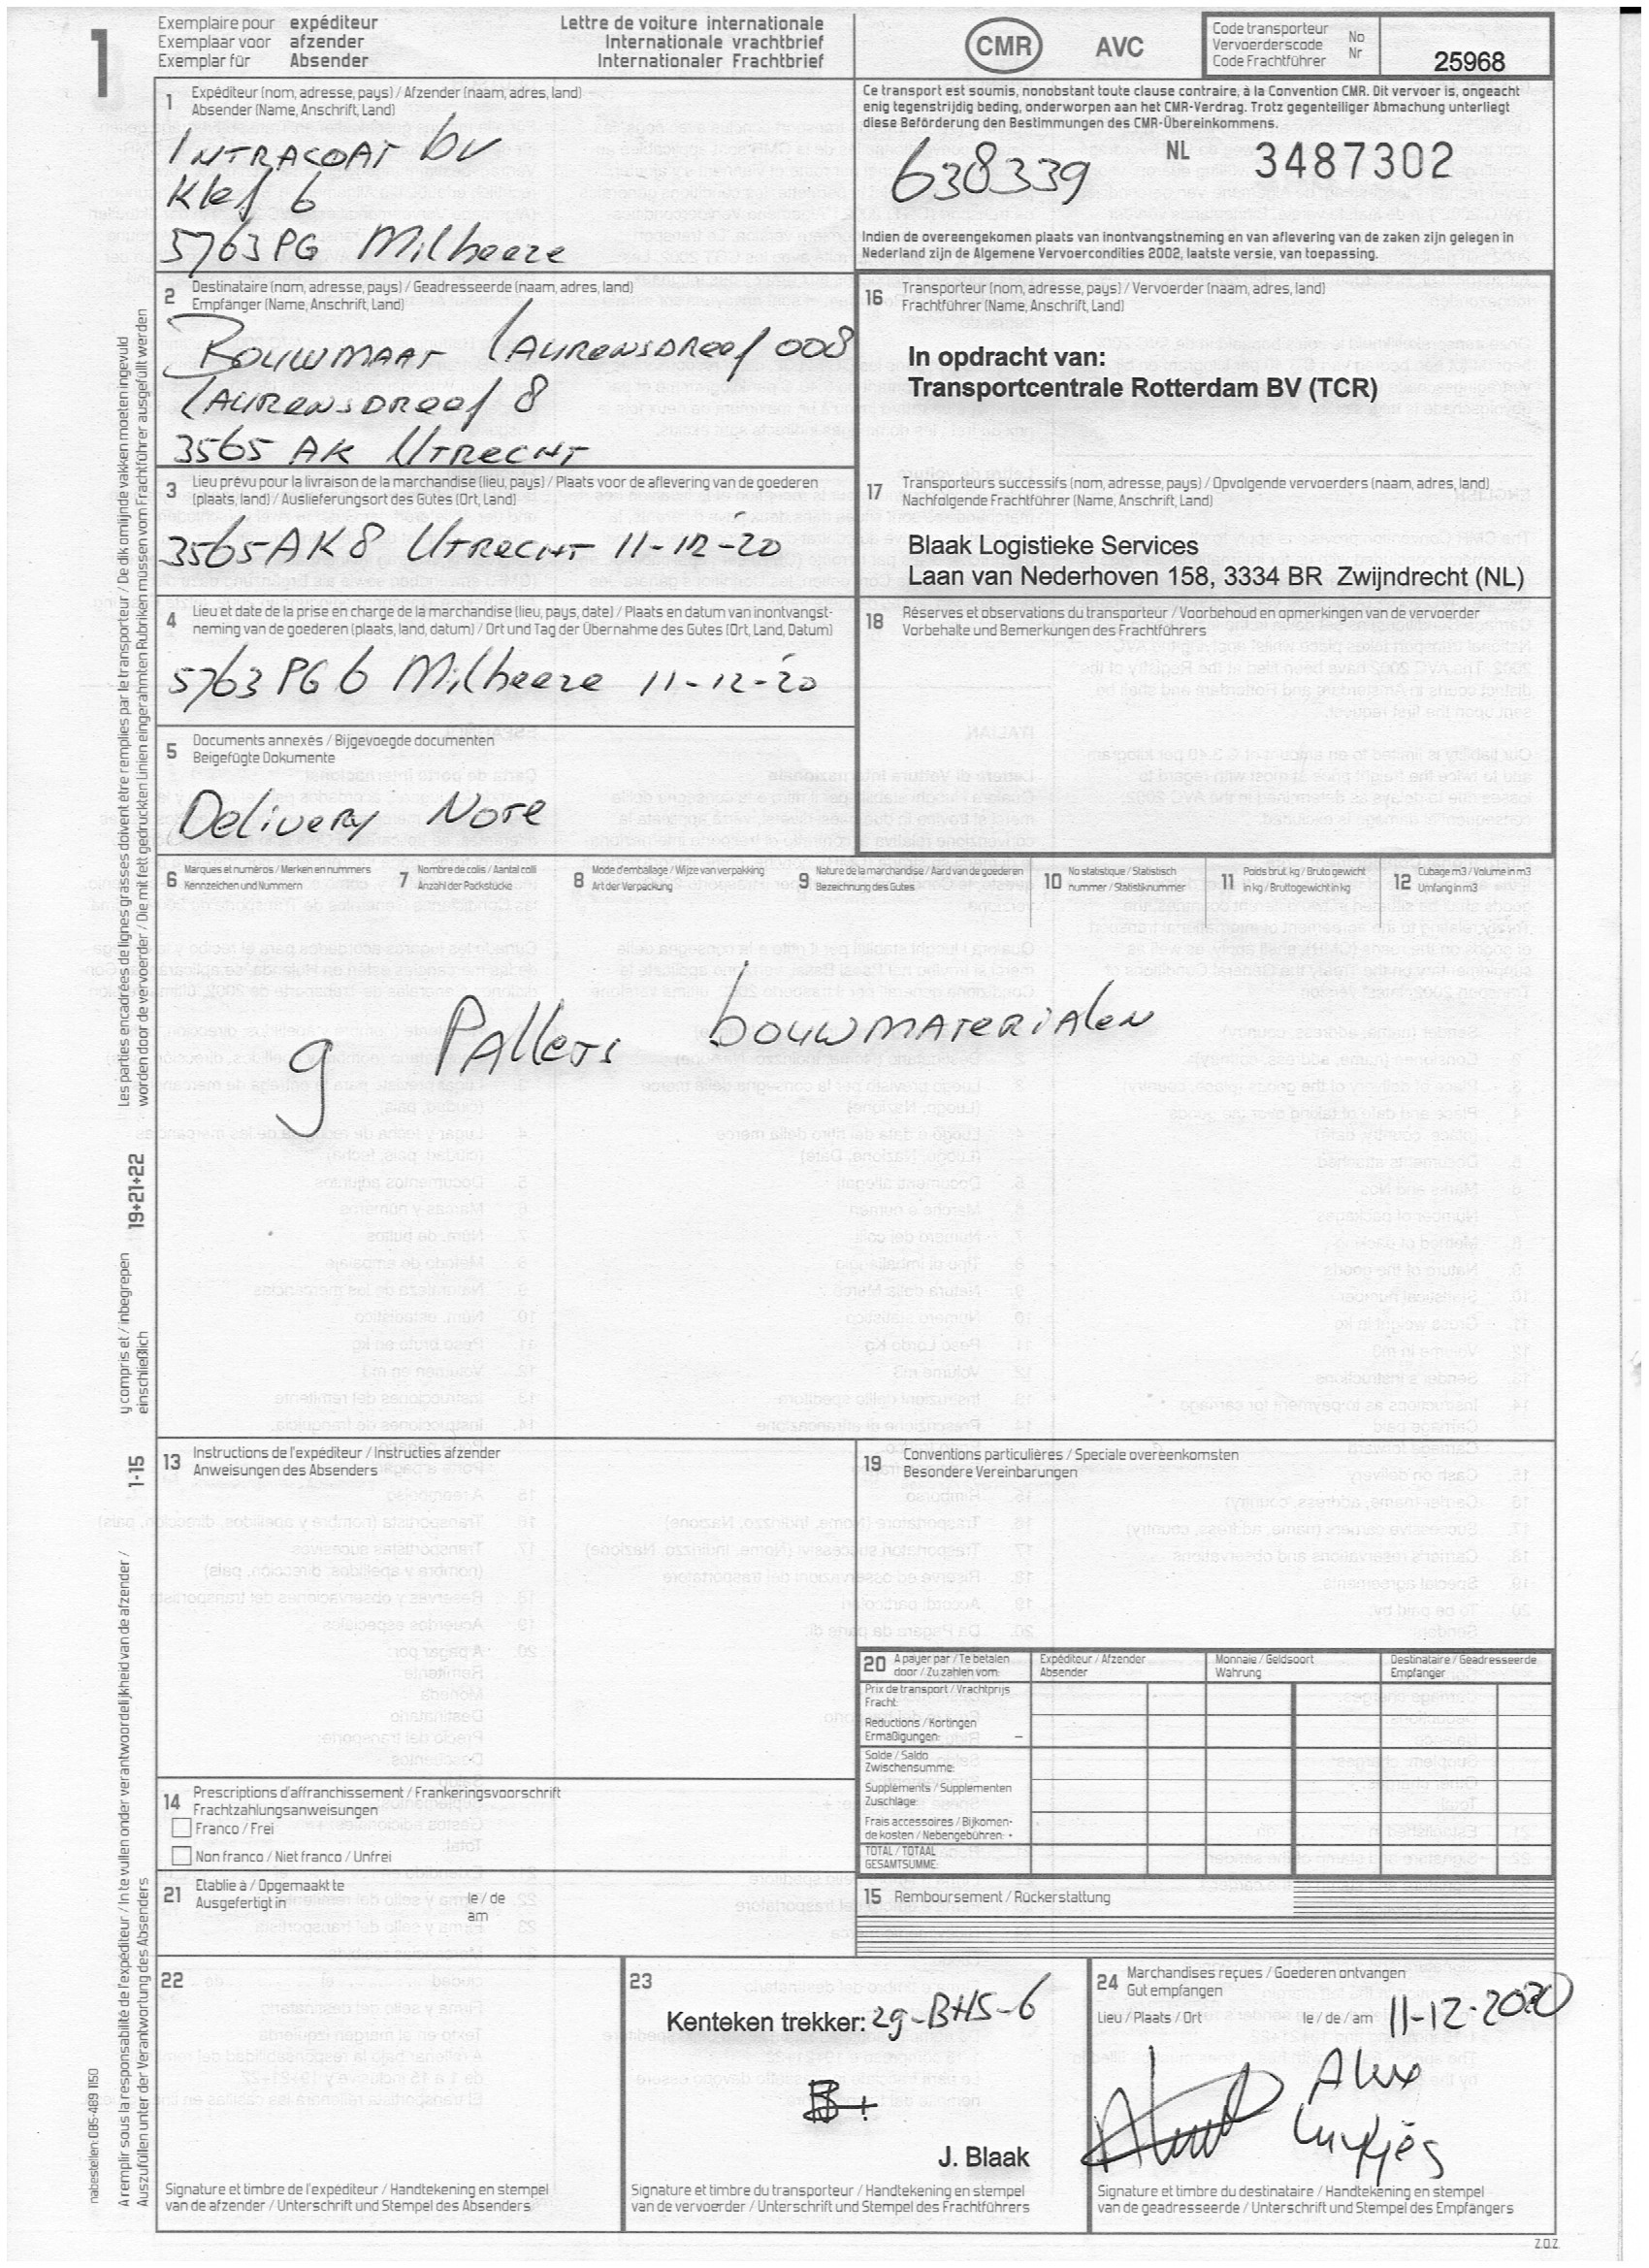 1
Exemplaire pour expéditeur
Exemplaar voor afzender
Exemplar für Absender
Lettre de voiture internationale
Internationale vrachtbrief
Internationaler Frachtbrief
CMR
AVC
Code transporteur
Vervoerderscode
Code Frachtführer
No
Nr
25968
1 Expéditeur (nom, adresse, pays) / Afzender (naam, adres, land)
Absender (Name, Anschrift, Land)
INTRACOAT bv
Klef 6
5763 PG Milheeze
Ce transport est soumis, nonobstant toute clause contraire, à la Convention CMR. Dit vervoer is, ongeacht
enig tegenstrijdig beding, onderworpen aan het CMR-Verdrag. Trotz gegenteiliger Abmachung unterliegt
diese Beförderung den Bestimmungen des CMR-Übereinkommens.
638339
NL 3487302
Indien de overeengekomen plaats van inontvangstneming en van aflevering van de zaken zijn gelegen in
Nederland zijn de Algemene Vervoercondities 2002, laatste versie, van toepassing.
2 Destinataire (nom, adresse, pays) / Geadresseerde (naam, adres, land)
Empfänger (Name, Anschrift, Land)
BOUWMAAT LAURENSDREEF 008
LAURENSDREEF 8
3565 AK UTRECHT
16 Transporteur (nom, adresse, pays) / Vervoerder (naam, adres, land)
Frachtführer (Name, Anschrift, Land)
In opdracht van:
Transportcentrale Rotterdam BV (TCR)
3 Lieu prévu pour la livraison de la marchandise (lieu, pays) / Plaats voor de aflevering van de goederen
(plaats, land) / Auslieferungsort des Gutes (Ort, Land)
3565 AK 8 UTRECHT 11-12-20
17 Transporteurs successifs (nom, adresse, pays) / Opvolgende vervoerders (naam, adres, land)
Nachfolgende Frachtführer (Name, Anschrift, Land)
Blaak Logistieke Services
Laan van Nederhoven 158, 3334 BR Zwijndrecht (NL)
4 Lieu et date de la prise en charge de la marchandise (lieu, pays, date) / Plaats en datum van inontvangst-
neming van de goederen (plaats, land, datum) / Ort und Tag der Übernahme des Gutes (Ort, Land, Datum)
5763 PG 6 Milheeze 11-12-20
18 Réserves et observations du transporteur / Voorbehoud en opmerkingen van de vervoerder
Vorbehalte und Bemerkungen des Frachtführers
5 Documents annexés / Bijgevoegde documenten
Beigefügte Dokumente
Delivery Note
6 Marques et numéros / Merken en nummers
Kennzeichen und Nummern
7 Nombre de colis / Aantal colli
Anzahl der Packstücke
8 Mode d'emballage / Wijze van verpakking
Art der Verpackung
9 Nature de la marchandise / Aard van de goederen
Bezeichnung des Gutes
10 No statistique / Statistisch
nummer / Statistiknummer
11 Poids brut, kg / Bruto gewicht
in kg / Bruttogewicht in kg
12 Cubage m3 / Volume in m3
Umfang in m3
9 Pallets bouwmaterialen
13 Instructions de l'expéditeur / Instructies afzender
Anweisungen des Absenders
19 Conventions particulières / Speciale overeenkomsten
Besondere Vereinbarungen
20 A payer par / Te betalen
door / Zu zahlen vom:
Expéditeur / Afzender
Absender
Monnaie / Geldsoort
Wahrung
Destinataire / Geadresseerde
Empfanger
Prix de transport / Vrachtprijs
Fracht:
Reductions / Kortingen
Ermäßigungen: –
Solde / Saldo
Zwischensumme:
Suppléments / Supplementen
Zuschlage:
Frais accessoires / Bijkomen-
de kosten / Nebengebühren: •
TOTAL / TOTAAL
GESAMTSUMME:
14 Prescriptions d'affranchissement / Frankeringsvoorschrift
Frachtzahlungsanweisungen
Franco / Frei
Non franco / Niet franco / Unfrei
21 Etablie à / Opgemaakt te
Ausgefertigt in
le / de
am
15 Remboursement / Rückerstattung
22
Signature et timbre de l'expéditeur / Handtekening en stempel
van de afzender / Unterschrift und Stempel des Absenders
23
Kenteken trekker: 29-BHS-6
J. Blaak
Signature et timbre du transporteur / Handtekening en stempel
van de vervoerder / Unterschrift und Stempel des Frachtführers
24 Marchandises reçues / Goederen ontvangen
Gut empfangen
Lieu / Plaats / Ort
le / de / am 11-12-2020
Alex
Signature et timbre du destinataire / Handtekening en stempel
van de geadresseerde / Unterschrift und Stempel des Empfängers
Z.O.Z.
Les parties encadrées de lignes grasses doivent être remplies par le transporteur / De dik omlijnde vakken moeten ingevuld
worden door de vervoerder / Die mit fett gedruckten Linien eingerahmten Rubriken müssen vom Frachtführer ausgefüllt werden
19+21+22
y compris et / inbegrepen
einschließlich
1-15
A remplir sous la responsabilité de l'expéditeur / In te vullen onder verantwoordelijkheid van de afzender /
Auszufüllen unter der Verantwortung des Absenders
nabestellen: 085-489 1150